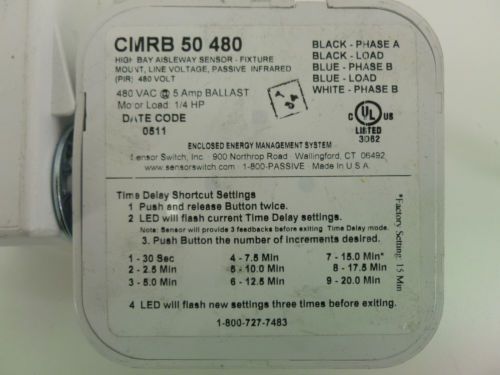 CMRB 50 480
HIGH BAY AISLEWAY SENSOR - FIXTURE
MOUNT, LINE VOLTAGE, PASSIVE INFRARED
(PIR) 480 VOLT
480 VAC @ 5 Amp BALLAST
Motor Load: 1/4 HP
DATE CODE
0511
BLACK - PHASE A
BLACK - LOAD
BLUE - PHASE B
BLUE - LOAD
WHITE - PHASE B
C UL US
LISTED
3062
ENCLOSED ENERGY MANAGEMENT SYSTEM
Sensor Switch, Inc. 900 Northrop Road Wallingford, CT 06492
www.sensorswitch.com 1-800-PASSIVE Made In U.S.A.
Time Delay Shortcut Settings
1 Push and release Button twice.
2 LED will flash current Time Delay settings.
Note: Sensor will provide 3 feedbacks before exiting Time Delay mode.
3. Push Button the number of increments desired.
1 - 30 Sec 4 - 7.5 Min 7 - 15.0 Min*
2 - 2.5 Min 5 - 10.0 Min 8 - 17.5 Min
3 - 5.0 Min 6 - 12.5 Min 9 - 20.0 Min
4 LED will flash new settings three times before exiting.
1-800-727-7483
*Factory Setting: 15 Min